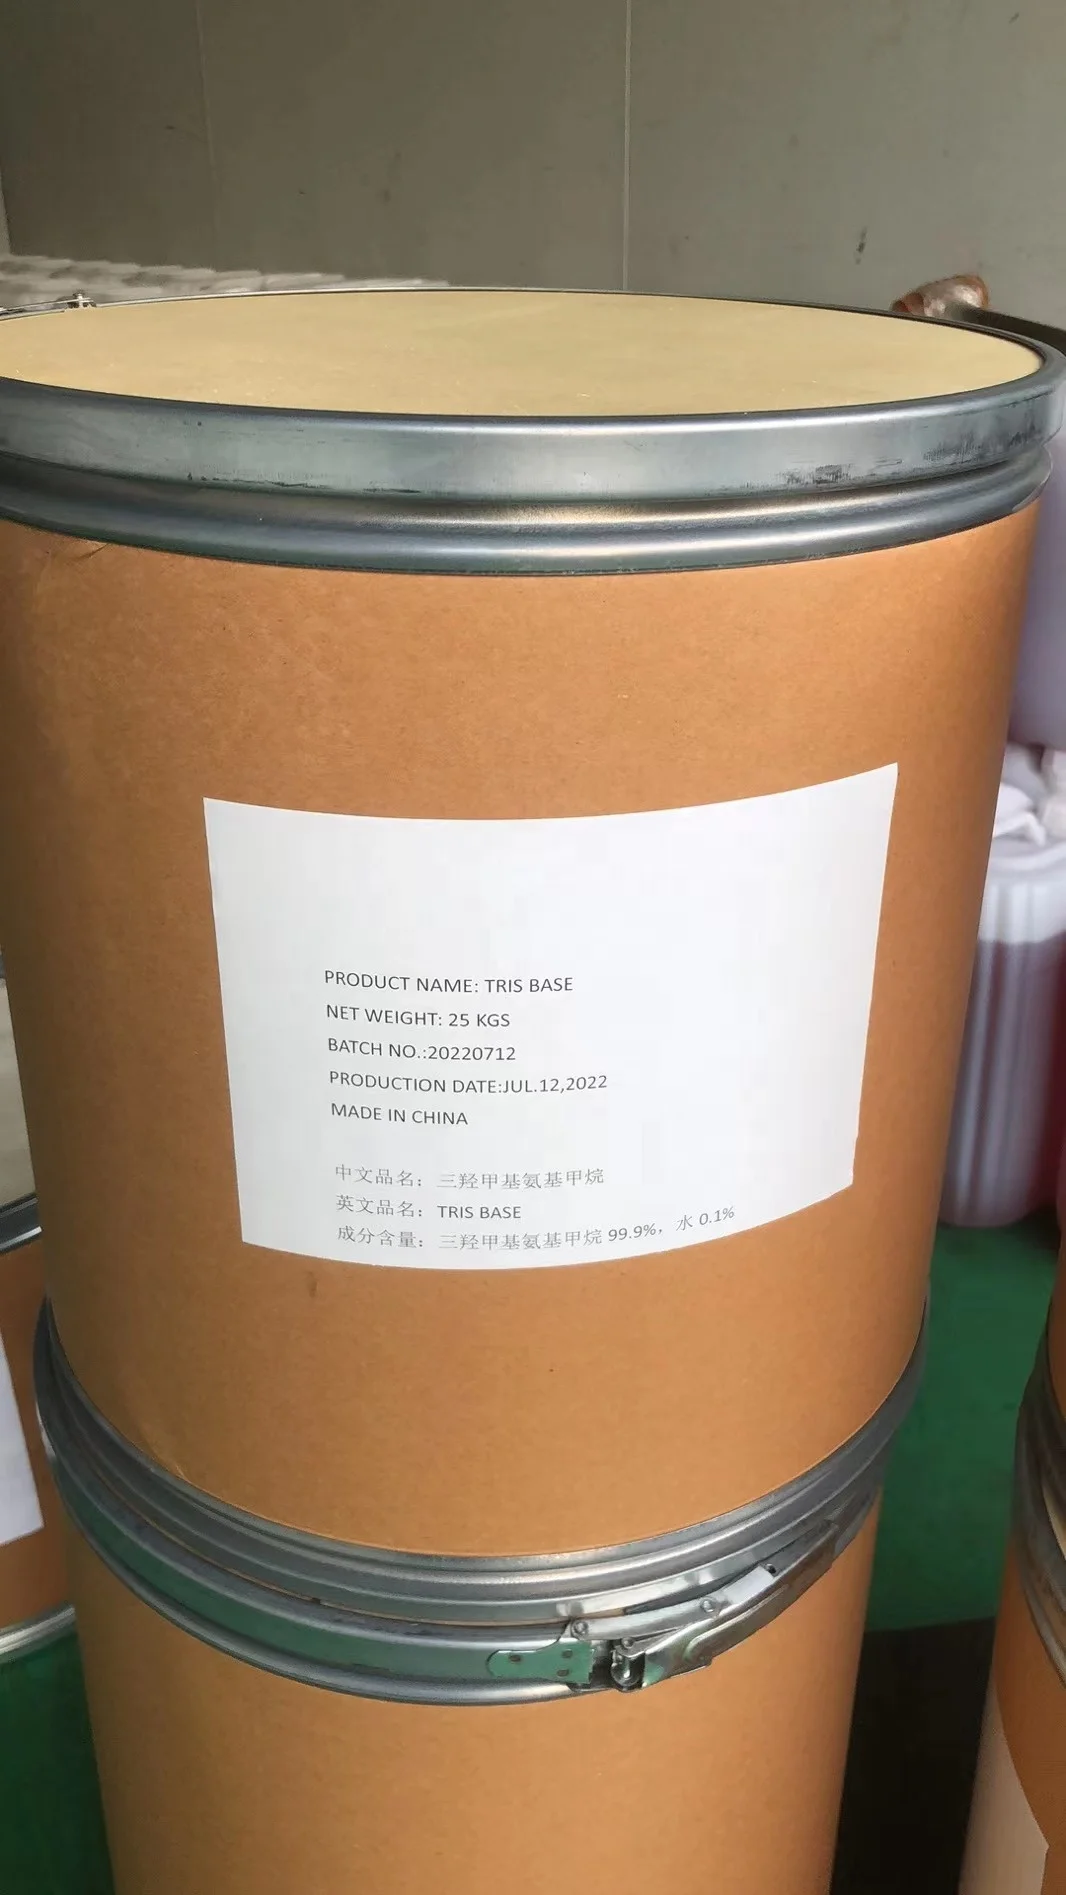 PRODUCT NAME: TRIS BASE
NET WEIGHT: 25 KGS
BATCH NO.:20220712
PRODUCTION DATE:JUL.12,2022
MADE IN CHINA
中文品名：三羟甲基氨基甲烷
英文品名：TRIS BASE
成分含量：三羟甲基氨基甲烷 99.9%，水 0.1%